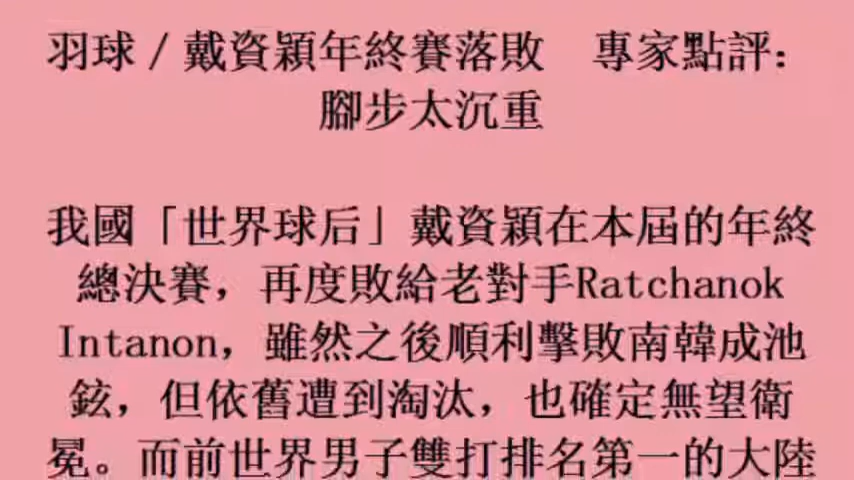 羽球／戴資穎年終賽落敗　專家點評：
腳步太沉重
我國「世界球后」戴資穎在本屆的年終
總決賽，再度敗給老對手Ratchanok
Intanon，雖然之後順利擊敗南韓成池
鉉，但依舊遭到淘汰，也確定無望衛
冕。而前世界男子雙打排名第一的大陸